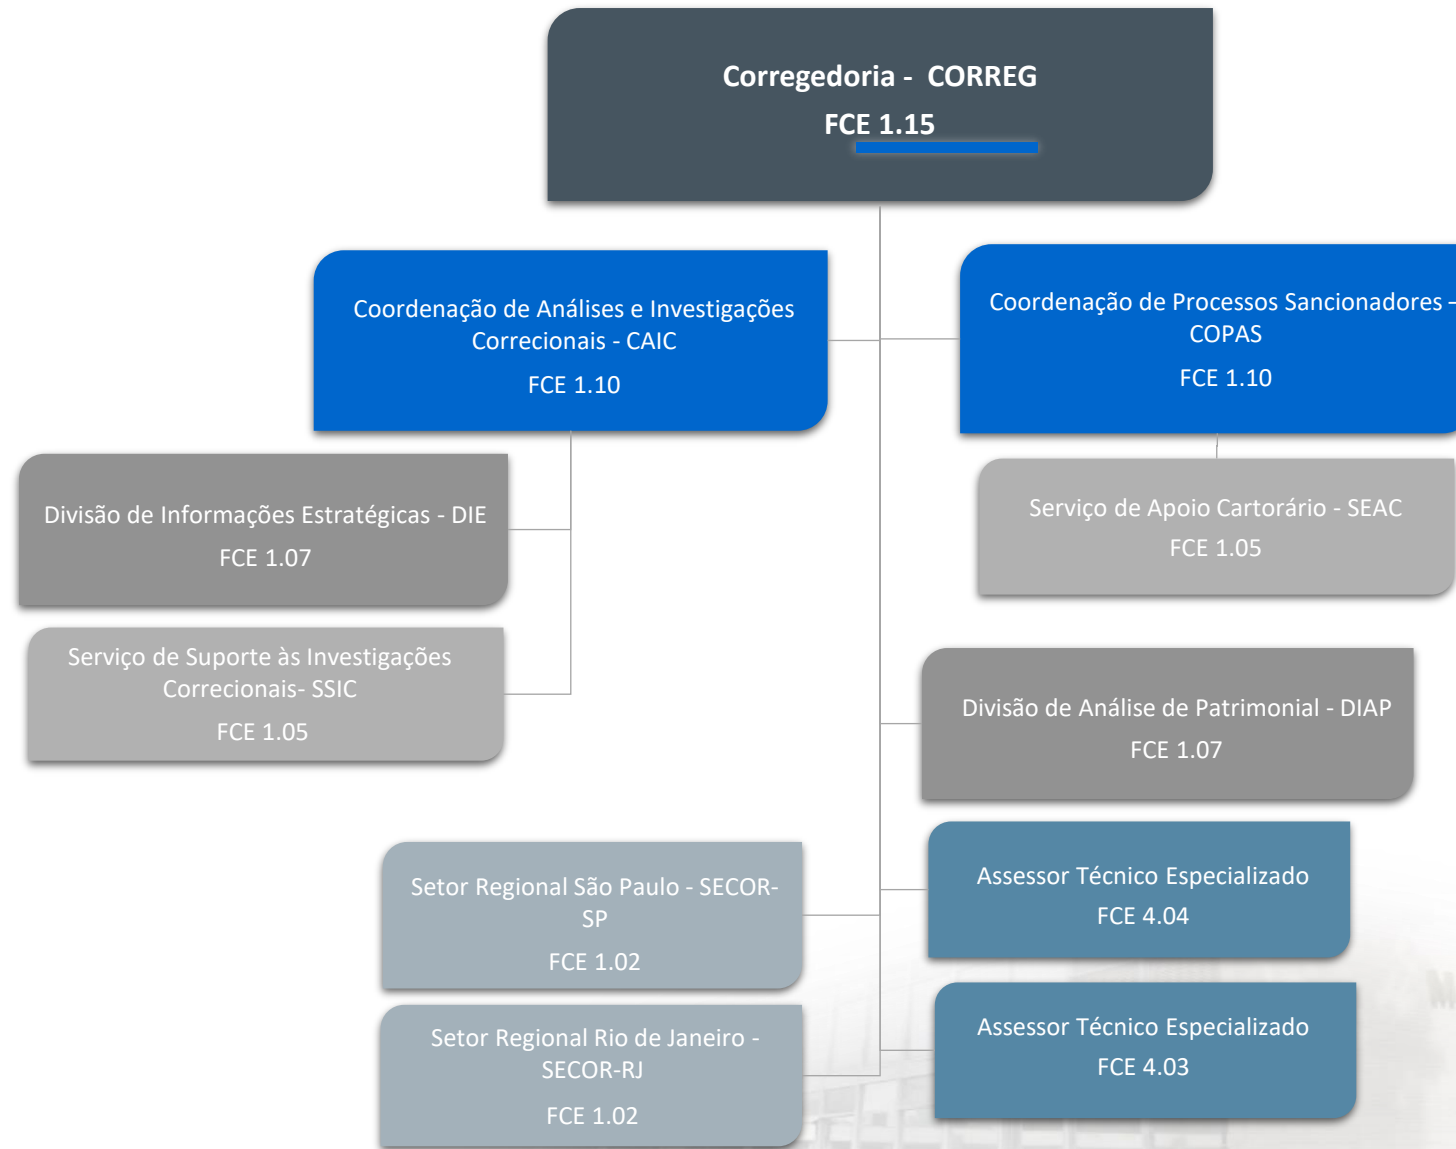 Corregedoria - CORREG
FCE 1.15
Coordenação de Análises e Investigações
Correcionais - CAIC
FCE 1.10
Coordenação de Processos Sancionadores –
COPAS
FCE 1.10
Divisão de Informações Estratégicas - DIE
FCE 1.07
Serviço de Apoio Cartorário - SEAC
FCE 1.05
Serviço de Suporte às Investigações
Correcionais- SSIC
FCE 1.05
Divisão de Análise de Patrimonial - DIAP
FCE 1.07
Setor Regional São Paulo - SECOR-
SP
FCE 1.02
Assessor Técnico Especializado
FCE 4.04
Setor Regional Rio de Janeiro -
SECOR-RJ
FCE 1.02
Assessor Técnico Especializado
FCE 4.03